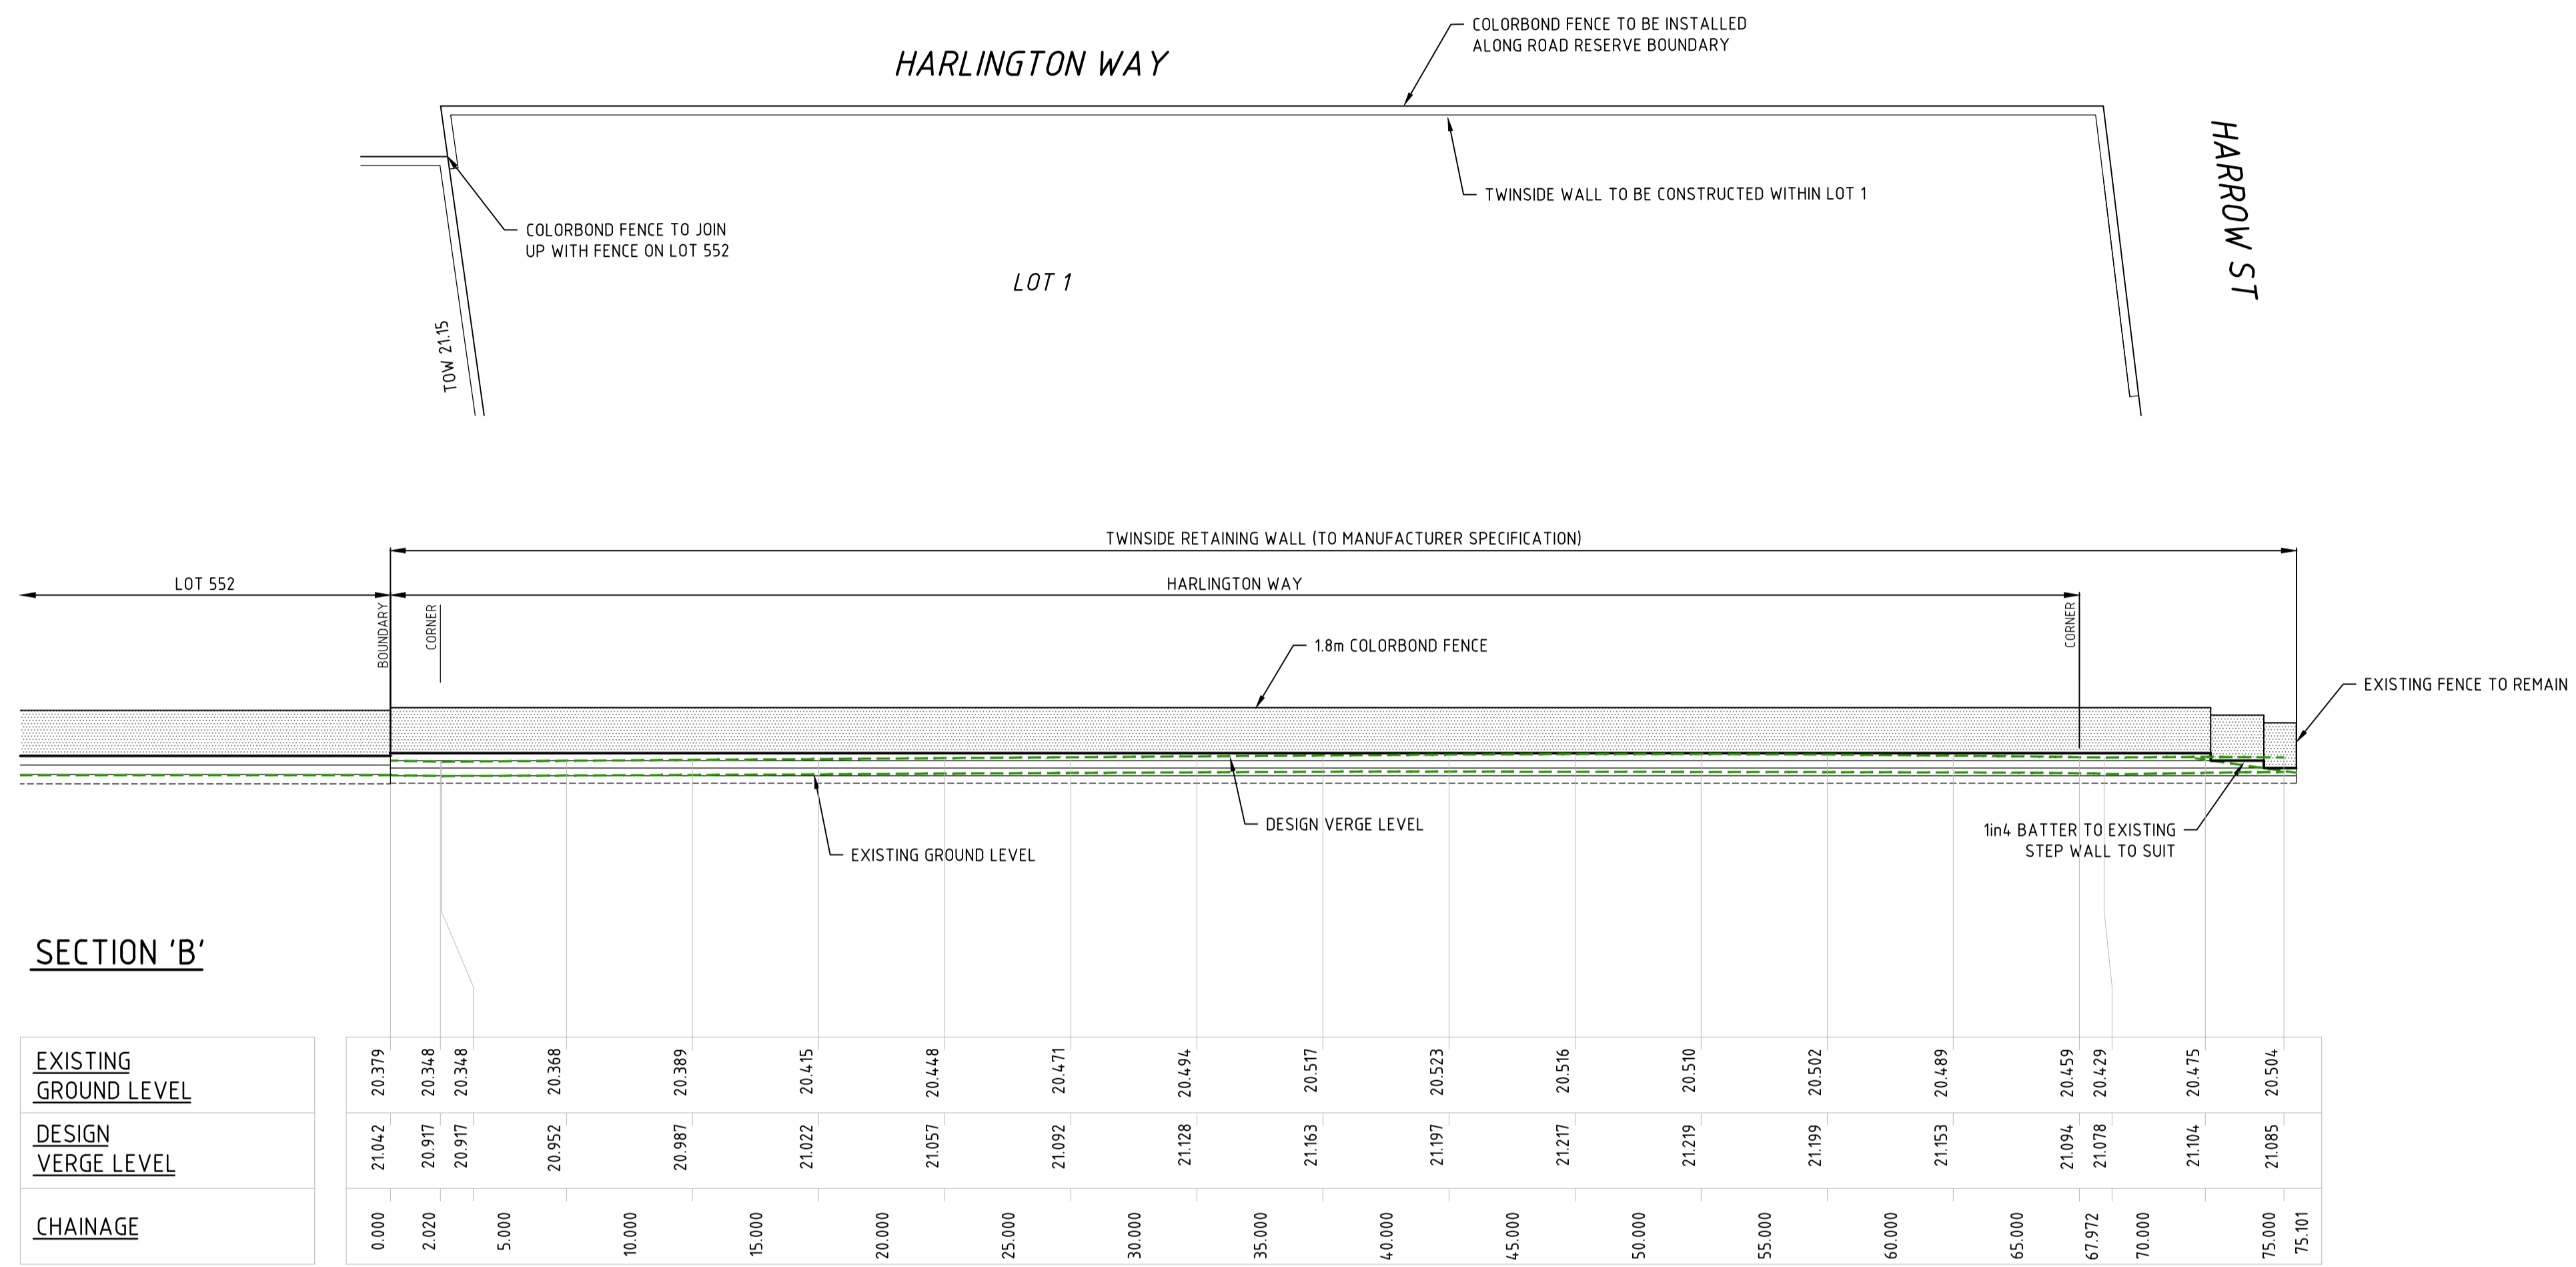 COLORBOND FENCE TO BE INSTALLED
ALONG ROAD RESERVE BOUNDARY
HARLINGTON WAY
HARROW ST
TWINSIDE WALL TO BE CONSTRUCTED WITHIN LOT 1
COLORBOND FENCE TO JOIN
UP WITH FENCE ON LOT 552
LOT 1
TOW 21.15
TWINSIDE RETAINING WALL (TO MANUFACTURER SPECIFICATION)
LOT 552
HARLINGTON WAY
BOUNDARY
CORNER
CORNER
1.8m COLORBOND FENCE
EXISTING FENCE TO REMAIN
DESIGN VERGE LEVEL
1in4 BATTER TO EXISTING
STEP WALL TO SUIT
EXISTING GROUND LEVEL
SECTION 'B'
EXISTING
GROUND LEVEL
20.379 20.348 20.348 20.368 20.389 20.415 20.448 20.471 20.494 20.517 20.523 20.516 20.510 20.502 20.489 20.459 20.429 20.475 20.504
DESIGN
VERGE LEVEL
21.042 20.917 20.917 20.952 20.987 21.022 21.057 21.092 21.128 21.163 21.197 21.217 21.219 21.199 21.153 21.094 21.078 21.104 21.085
CHAINAGE
0.000 2.020 5.000 10.000 15.000 20.000 25.000 30.000 35.000 40.000 45.000 50.000 55.000 60.000 65.000 67.972 70.000 75.000 75.101